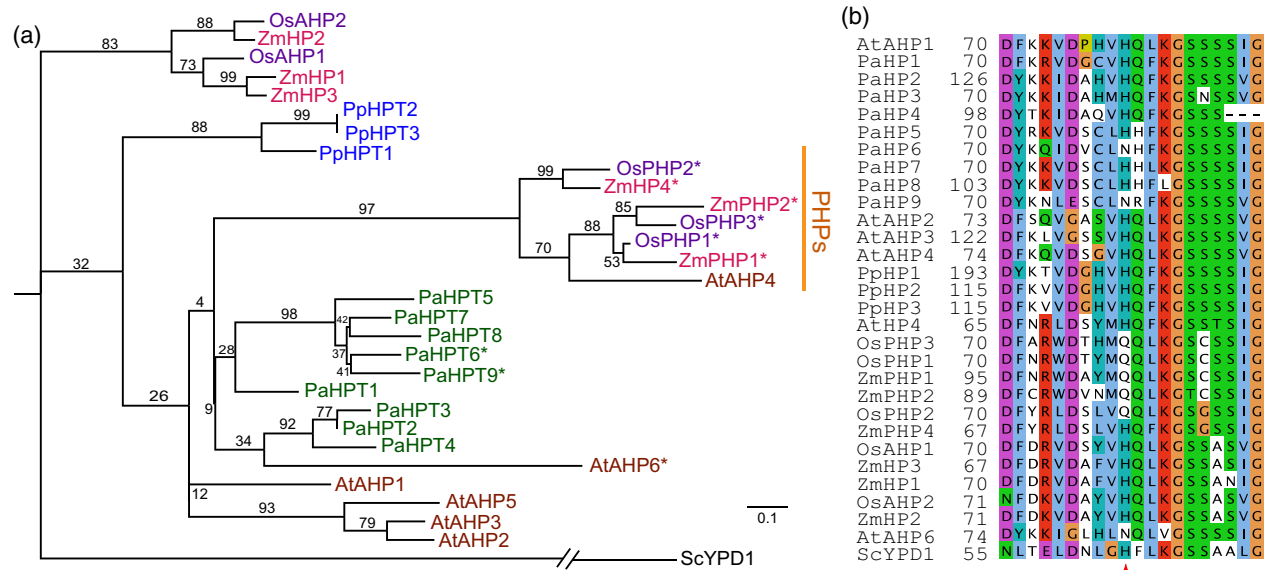 (a)
OsAHP2
88
ZmHP2
83
OsAHP1
73
99
ZmHP1
ZmHP3
PpHPT2
99
PpHPT3
88
PpHPT1
32
OsPHP2*
99
ZmHP4*
97
ZmPHP2*
85
OsPHP3*
88
OsPHP1*
70
53
ZmPHP1*
AtAHP4
PHPs
4
PaHPT5
98
42
PaHPT7
PaHPT8
28
37
PaHPT6*
41
PaHPT9*
PaHPT1
26
9
77
PaHPT3
92
PaHPT2
34
PaHPT4
AtAHP6*
AtAHP1
12
AtAHP5
93
AtAHP3
79
AtAHP2
0.1
ScYPD1
(b)
AtAHP1 70 DFKKVDPHVHQLKGSSSSIG
PaHP1 70 DFKRVDGCVHQLKGSSSSIG
PaHP2 126 DYKKIDAHVHQFKGSSSSVG
PaHP3 70 DYKKIDAHMHQFKGSNSSVG
PaHP4 98 DYTKIDAQVHQFKGSSS---
PaHP5 70 DYRKVDSCLHHFKGSSSSIG
PaHP6 70 DYKQIDVCLNHFKGSSSSIG
PaHP7 70 DYKKVDSCLHHFKGSSSSIG
PaHP8 103 DYKKVDSCLHHFLGSSSSIG
PaHP9 70 DYKNLESCLNRFKGSSSSVG
AtAHP2 73 DFSQVGASVHQLKGSSSSVG
AtAHP3 122 DFKLVGSSVHQLKGSSSSVG
AtAHP4 74 DFKQVDSGVHQLKGSSSSIG
PpHP1 193 DYKTVDGHVHQFKGSSSSIG
PpHP2 115 DFKVVDGHVHQFKGSSSSIG
PpHP3 115 DFKVVDGHVHQLKGSSSSVG
AtHP4 65 DFNRLDSYMHQFKGSSTSIG
OsPHP3 70 DFARWDTHMQQLKGSCSSIG
OsPHP1 70 DFNRWDTYMQQLKGSCSSIG
ZmPHP1 95 DFNRWDAYMQQLKGSCSSIG
ZmPHP2 89 DFCRWDVNMQQLKGTCSSIG
OsPHP2 70 DFYRLDSLVQQLKGSGSSIG
ZmPHP4 67 DFYRLDSLVHQFKGSGSSIG
OsAHP1 70 DFDRVDSYVHQLKGSSASVG
ZmHP3 67 DFDRVDAFVHQLKGSSASIG
ZmHP1 70 DFDRVDAFVHQLKGSSANIG
OsAHP2 71 NFDKVDAYVHQLKGSSASVG
ZmHP2 71 DFDKVDAYVHQLKGSSASVG
AtAHP6 74 DYKKIGLHLNQLVGSSSSIG
ScYPD1 55 NLTELDNLGHFLKGSSAALG